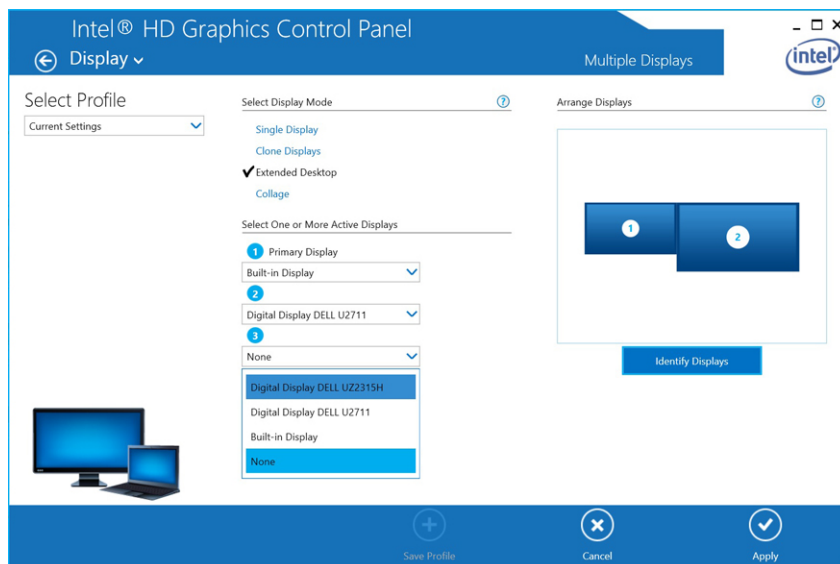 Intel® HD Graphics Control Panel
Display
Multiple Displays
intel
Select Profile
Current Settings
Select Display Mode
?
Single Display
Clone Displays
Extended Desktop
Collage
Select One or More Active Displays
1 Primary Display
Built-in Display
2
Digital Display DELL U2711
3
None
Digital Display DELL UZ2315H
Digital Display DELL U2711
Built-in Display
None
Arrange Displays
?
1
2
Identify Displays
Save Profile
Cancel
Apply